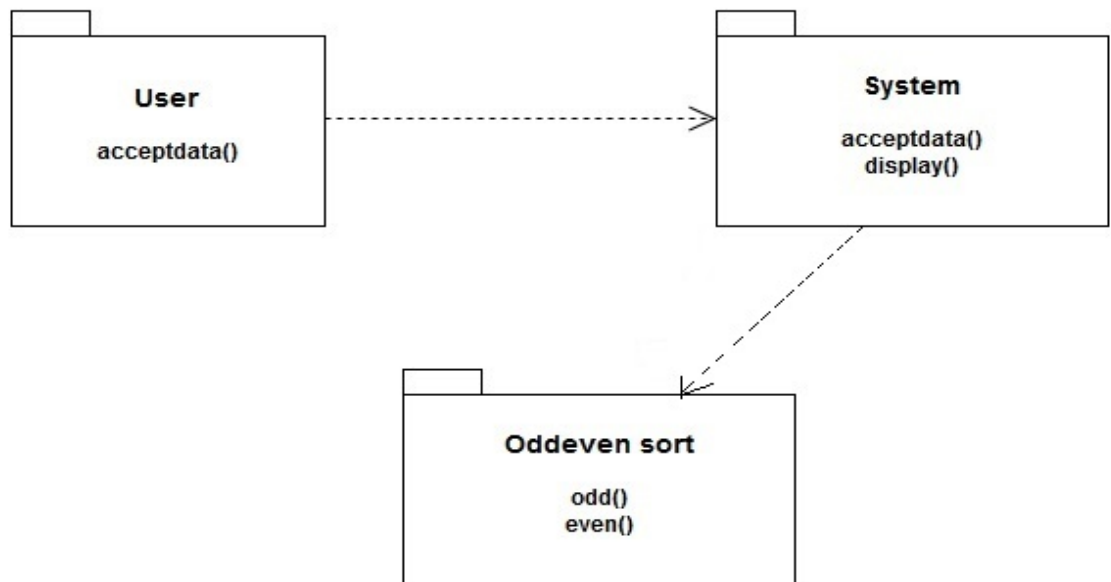 User
acceptdata()
System
acceptdata()
display()
Oddeven sort
odd()
even()